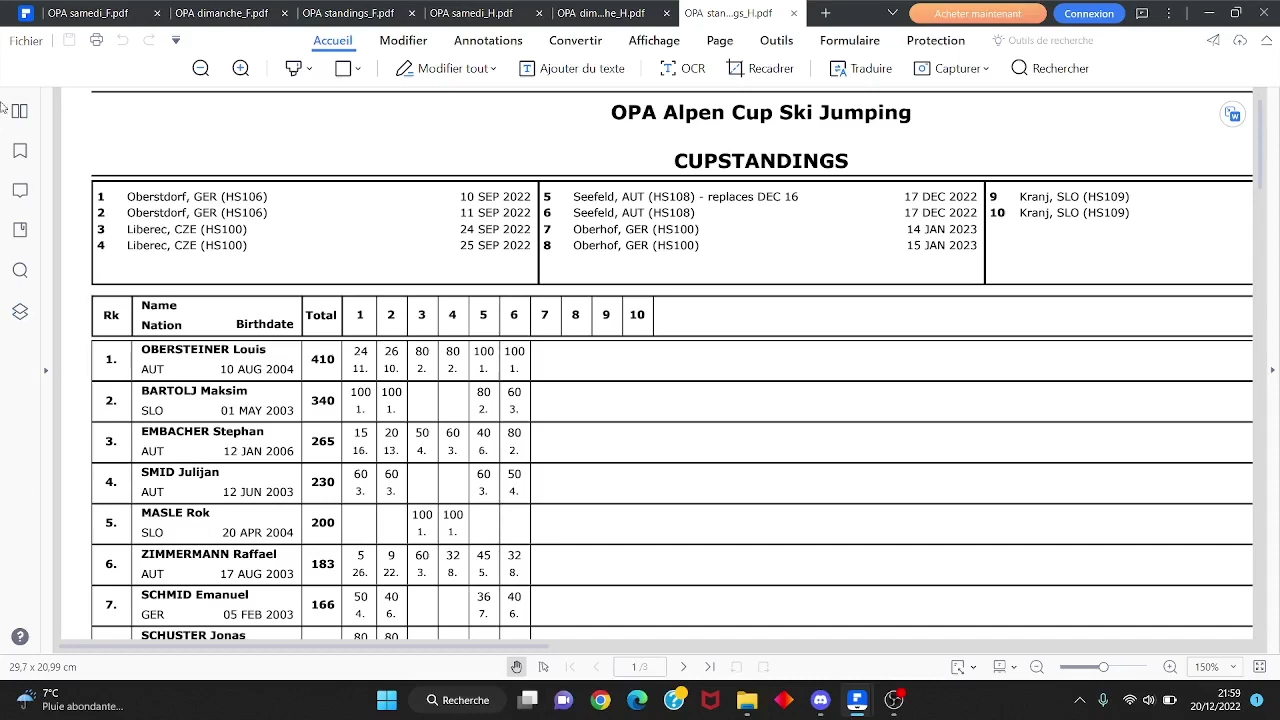 OPA samedi_F.pdf
OPA dimanche_F.pdf
OPA standings_F.pdf
OPA samedi_H.pdf
OPA dim...he_H.pdf
OPA stan...gs_H.pdf
Acheter maintenant
Connexion
Fichier
Accueil
Modifier
Annotations
Convertir
Affichage
Page
Outils
Formulaire
Protection
Outils de recherche
Modifier tout
Ajouter du texte
OCR
Recadrer
Traduire
Capturer
Rechercher
OPA Alpen Cup Ski Jumping
CUPSTANDINGS
1 Oberstdorf, GER (HS106) 10 SEP 2022 5 Seefeld, AUT (HS108) - replaces DEC 16 17 DEC 2022 9 Kranj, SLO (HS109)
2 Oberstdorf, GER (HS106) 11 SEP 2022 6 Seefeld, AUT (HS108) 17 DEC 2022 10 Kranj, SLO (HS109)
3 Liberec, CZE (HS100) 24 SEP 2022 7 Oberhof, GER (HS100) 14 JAN 2023
4 Liberec, CZE (HS100) 25 SEP 2022 8 Oberhof, GER (HS100) 15 JAN 2023
Name
Rk Total 1 2 3 4 5 6 7 8 9 10
Nation Birthdate
OBERSTEINER Louis 24 26 80 80 100 100
1. 410
AUT 10 AUG 2004 11. 10. 2. 2. 1. 1.
BARTOLJ Maksim 100 100 80 60
2. 340
SLO 01 MAY 2003 1. 1. 2. 3.
EMBACHER Stephan 15 20 50 60 40 80
3. 265
AUT 12 JAN 2006 16. 13. 4. 3. 6. 2.
SMID Julijan 60 60 60 50
4. 230
AUT 12 JUN 2003 3. 3. 3. 4.
MASLE Rok 100 100
5. 200
SLO 20 APR 2004 1. 1.
ZIMMERMANN Raffael 5 9 60 32 45 32
6. 183
AUT 17 AUG 2003 26. 22. 3. 8. 5. 8.
SCHMID Emanuel 50 40 36 40
7. 166
GER 05 FEB 2003 4. 6. 7. 6.
SCHUSTER Jonas 80 80
29,7 x 20,99 cm
1 /3
150%
7°C
Plule abondante...
Recherche
21:59
20/12/2022